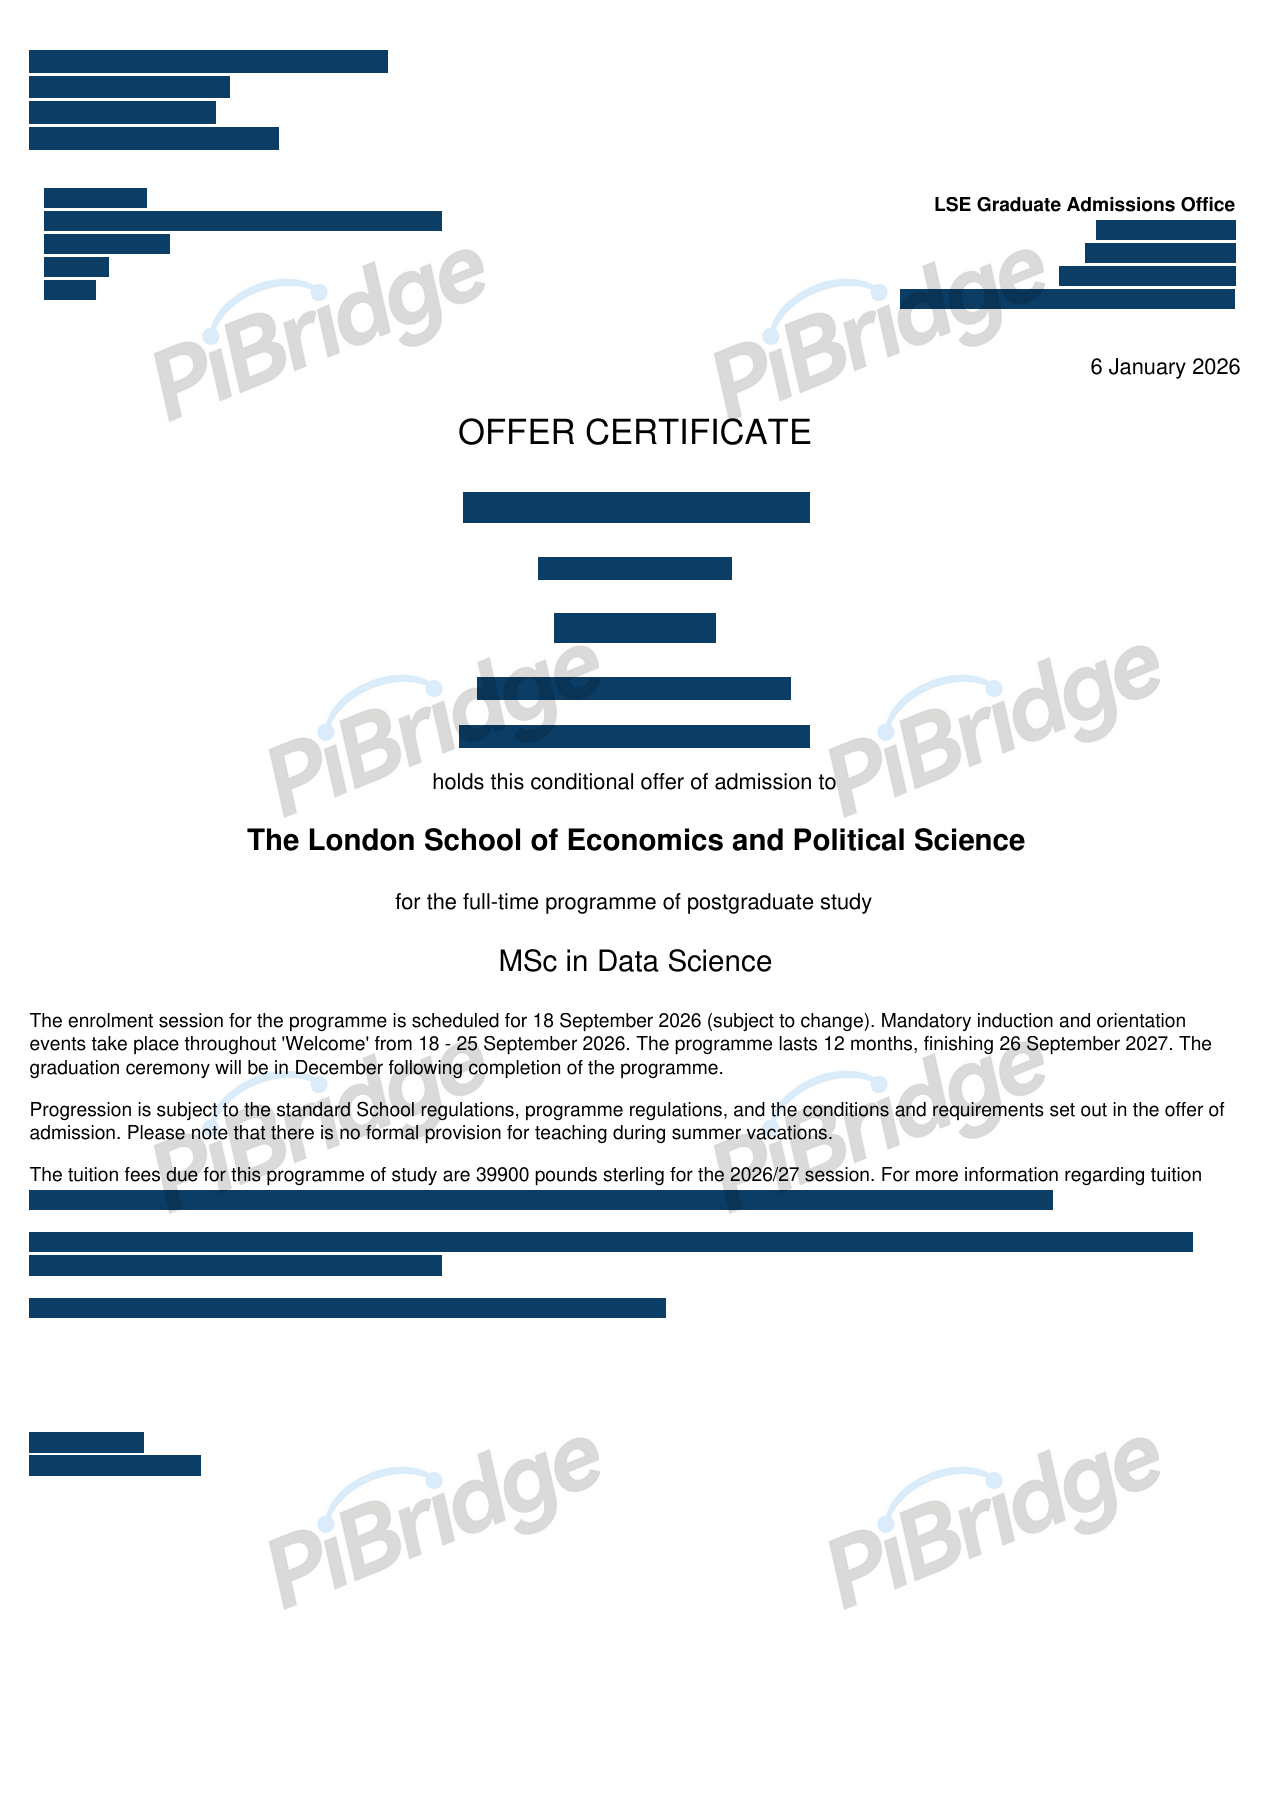 LSE Graduate Admissions Office
6 January 2026
OFFER CERTIFICATE
holds this conditional offer of admission to
The London School of Economics and Political Science
for the full-time programme of postgraduate study
MSc in Data Science
The enrolment session for the programme is scheduled for 18 September 2026 (subject to change). Mandatory induction and orientation
events take place throughout 'Welcome' from 18 - 25 September 2026. The programme lasts 12 months, finishing 26 September 2027. The
graduation ceremony will be in December following completion of the programme.
Progression is subject to the standard School regulations, programme regulations, and the conditions and requirements set out in the offer of
admission. Please note that there is no formal provision for teaching during summer vacations.
The tuition fees due for this programme of study are 39900 pounds sterling for the 2026/27 session. For more information regarding tuition
PiBridge
PiBridge
PiBridge
PiBridge
PiBridge
PiBridge
PiBridge
PiBridge